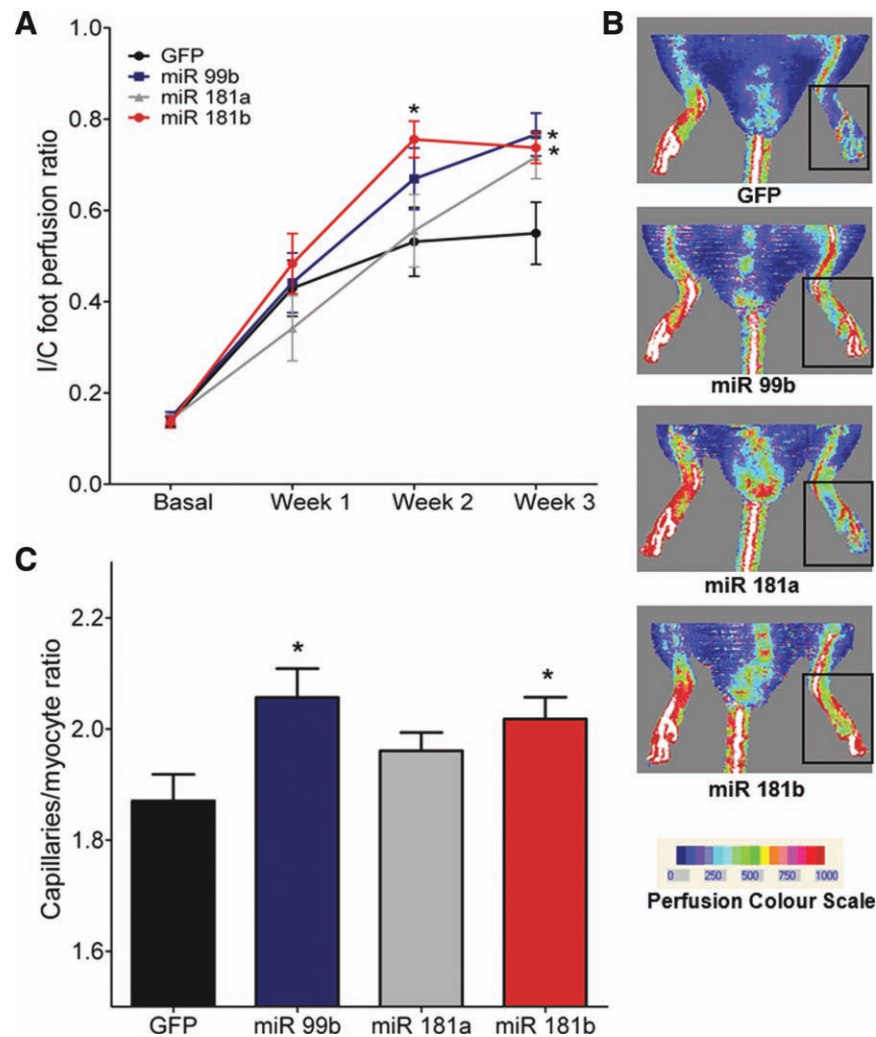 A
I/C foot perfusion ratio
1.0
0.8
0.6
0.4
0.2
0.0
GFP
miR 99b
miR 181a
miR 181b
*
*
*
Basal Week 1 Week 2 Week 3
B
GFP
miR 99b
miR 181a
miR 181b
0 250 500 750 1000
Perfusion Colour Scale
C
Capillaries/myocyte ratio
2.2
2.0
1.8
1.6
*
*
GFP miR 99b miR 181a miR 181b